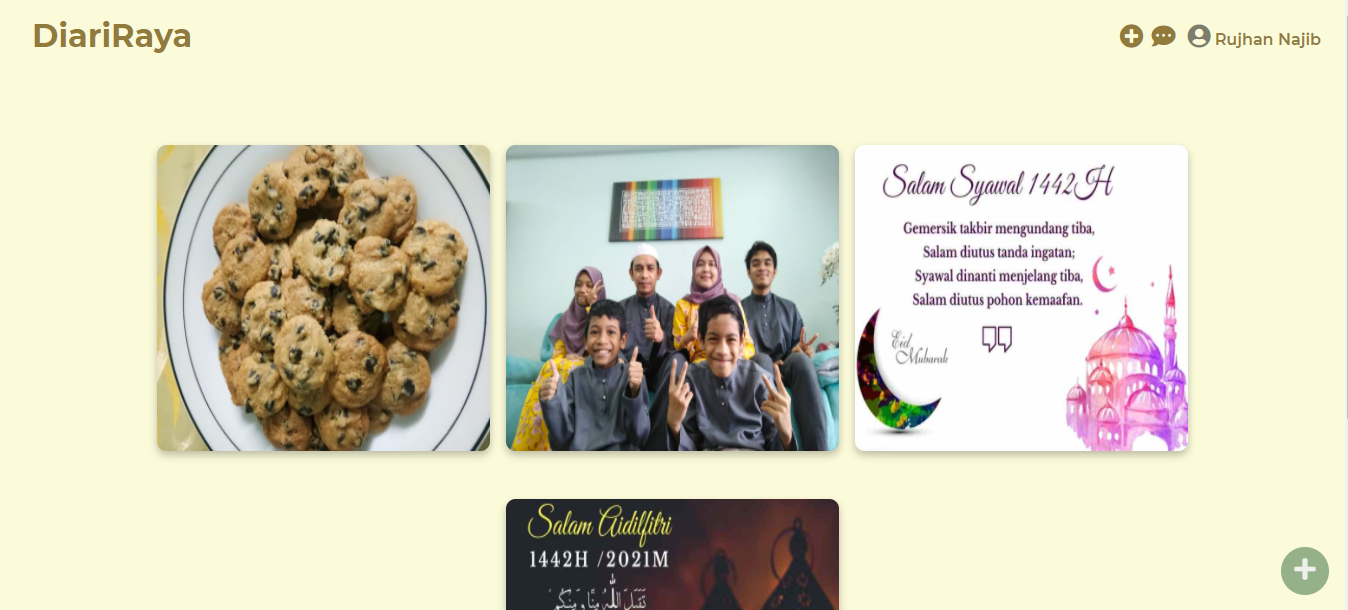 DiariRaya
Rujhan Najib
Salam Syawal 1442H
Gemersik takbir mengundang tiba,
Salam diutus tanda ingatan;
Syawal dinanti menjelang tiba,
Salam diutus pohon kemaafan.
Eid
Mubarak
Salam Aidilfitri
1442H /2021M
تَقَبَّلَ اللّٰهُ مِنَّا وَمِنْكُمْ